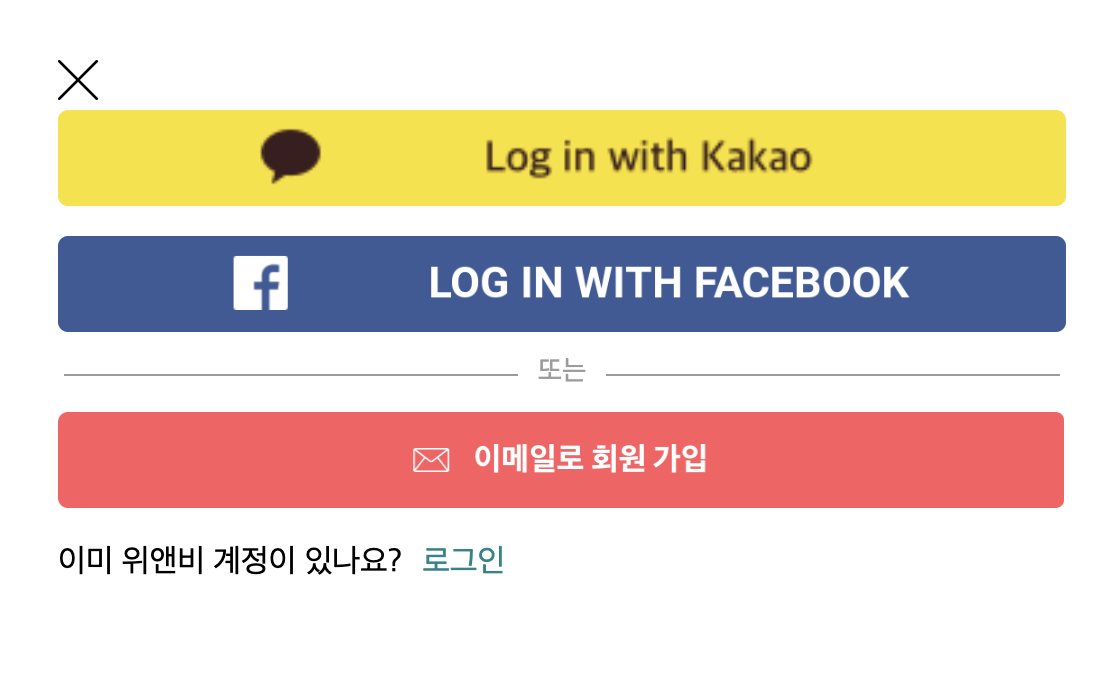 Log in with Kakao
LOG IN WITH FACEBOOK
또는
이메일로 회원 가입
이미 위앤비 계정이 있나요? 로그인